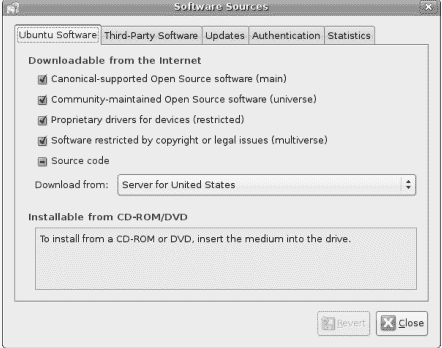 Software Sources
Ubuntu Software Third-Party Software Updates Authentication Statistics
Downloadable from the Internet
Canonical-supported Open Source software (main)
Community-maintained Open Source software (universe)
Proprietary drivers for devices (restricted)
Software restricted by copyright or legal issues (multiverse)
Source code
Download from: Server for United States
Installable from CD-ROM/DVD
To install from a CD-ROM or DVD, insert the medium into the drive.
Revert Close